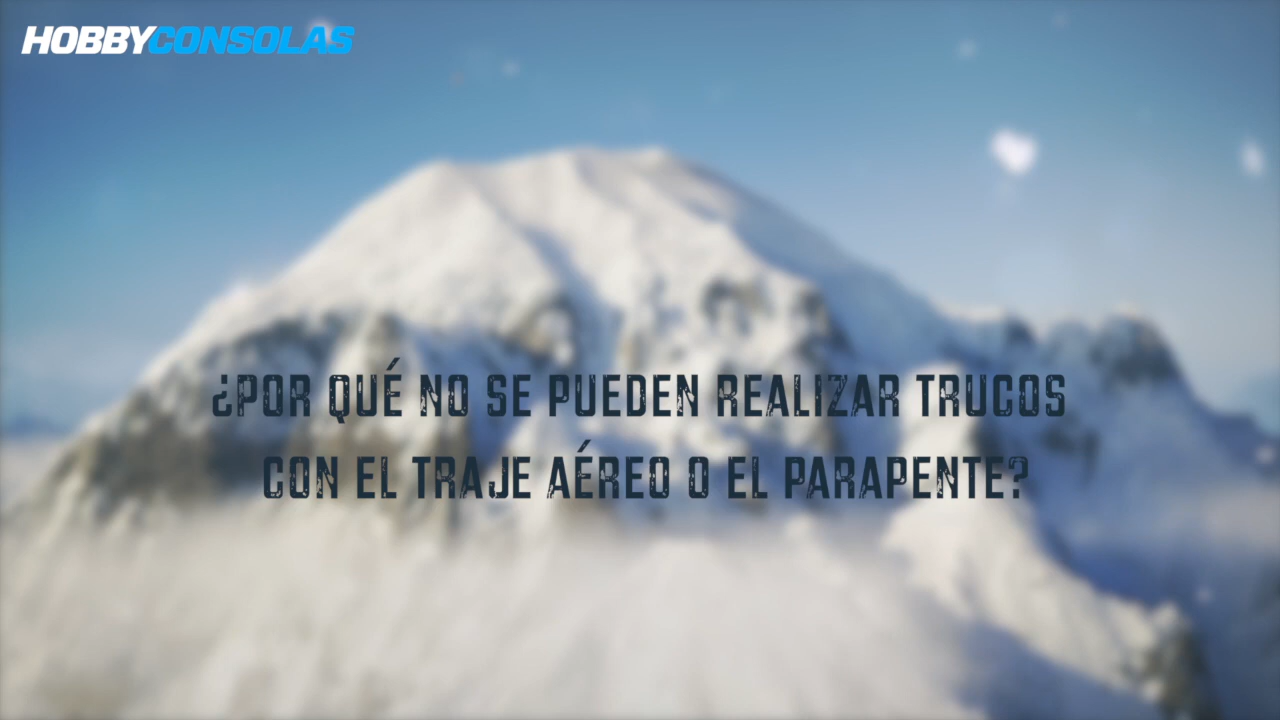 HOBBYCONSOLAS
¿POR QUÉ NO SE PUEDEN REALIZAR TRUCOS
CON EL TRAJE AÉREO O EL PARAPENTE?